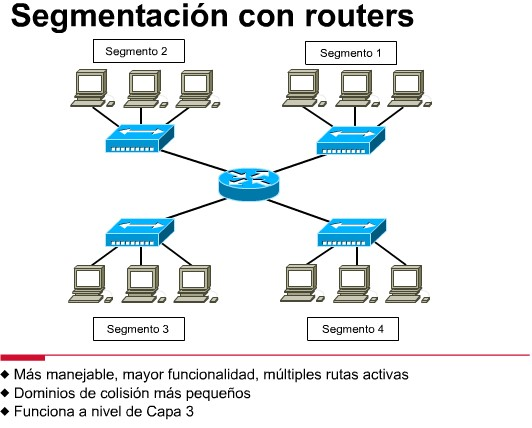 Segmentación con routers
Segmento 2
Segmento 1
Segmento 3
Segmento 4
Más manejable, mayor funcionalidad, múltiples rutas activas
Dominios de colisión más pequeños
Funciona a nivel de Capa 3